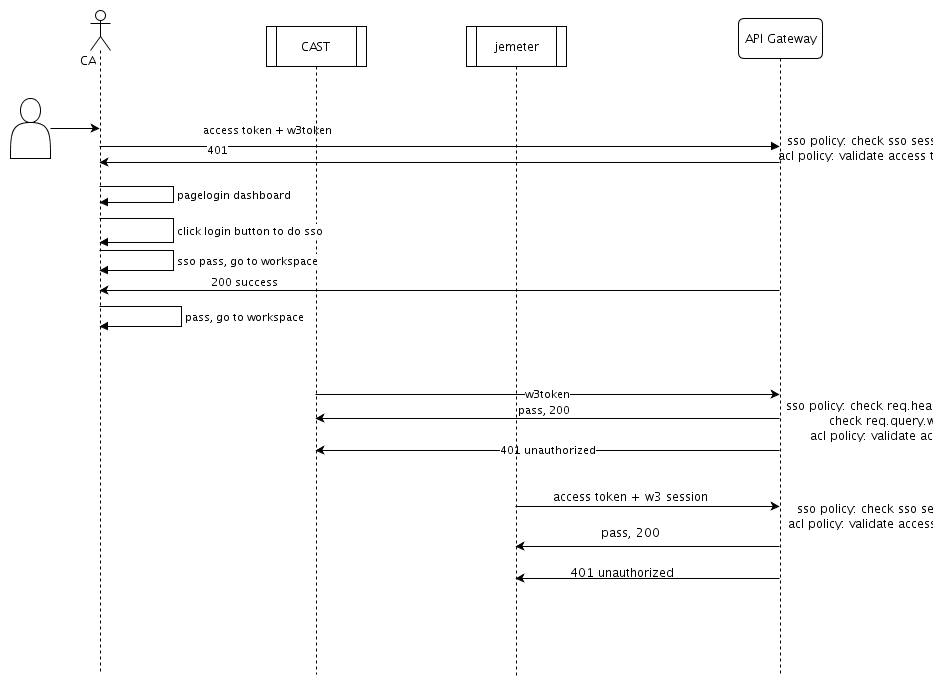 CA
CAST
jemeter
API Gateway
access token + w3token
401
sso policy: check sso sess
acl policy: validate access t
pagelogin dashboard
click login button to do sso
sso pass, go to workspace
200 success
pass, go to workspace
w3token
pass, 200
sso policy: check req.hea
check req.query.w
acl policy: validate ac
401 unauthorized
access token + w3 session
sso policy: check sso se
acl policy: validate access
pass, 200
401 unauthorized